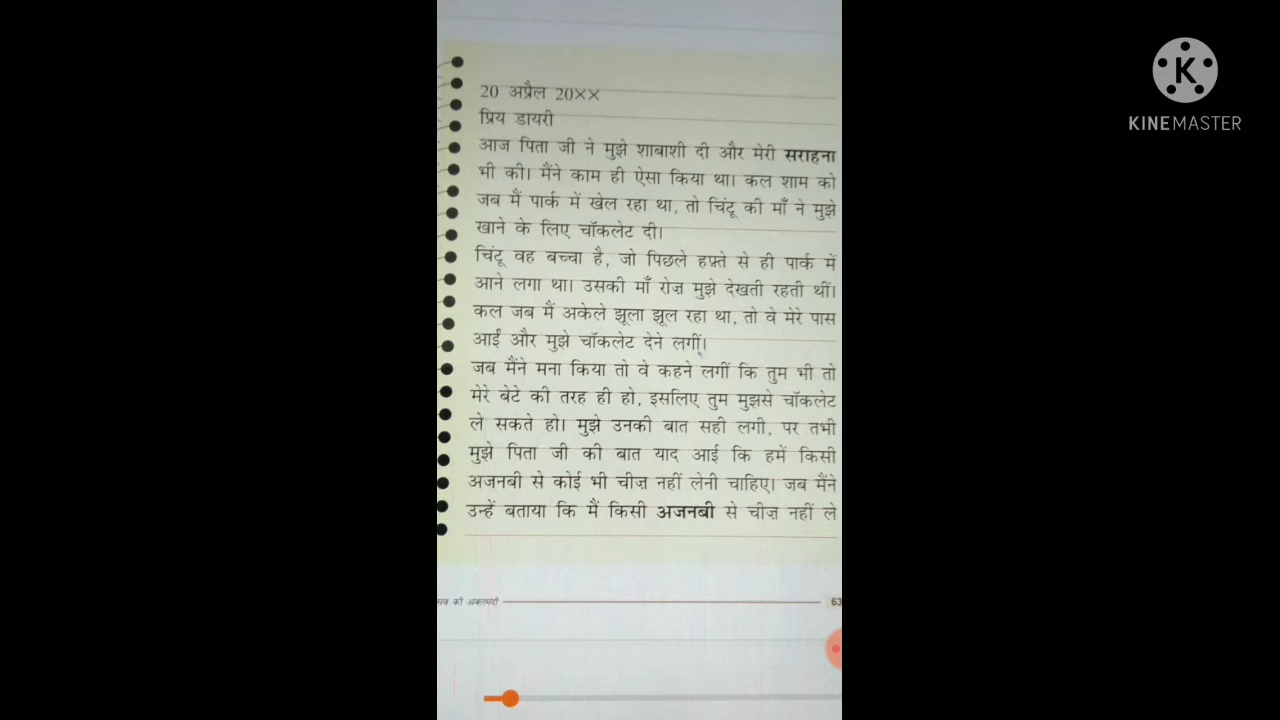 20 अप्रैल 20××
प्रिय डायरी
आज पिता जी ने मुझे शाबाशी दी और मेरी सराहना
भी की। मैंने काम ही ऐसा किया था। कल शाम को
जब मैं पार्क में खेल रहा था, तो चिंटू की माँ ने मुझे
खाने के लिए चॉकलेट दी।
चिंटू वह बच्चा है, जो पिछले हफ़्ते से ही पार्क में
आने लगा था। उसकी माँ रोज़ मुझे देखती रहती थीं।
कल जब मैं अकेले झूला झूल रहा था, तो वे मेरे पास
आईं और मुझे चॉकलेट देने लगीं।
जब मैंने मना किया तो वे कहने लगीं कि तुम भी तो
मेरे बेटे की तरह ही हो, इसलिए तुम मुझसे चॉकलेट
ले सकते हो। मुझे उनकी बात सही लगी, पर तभी
मुझे पिता जी की बात याद आई कि हमें किसी
अजनबी से कोई भी चीज़ नहीं लेनी चाहिए। जब मैंने
उन्हें बताया कि मैं किसी अजनबी से चीज़ नहीं ले
की अक्लमंदी
63
K
KINEMASTER